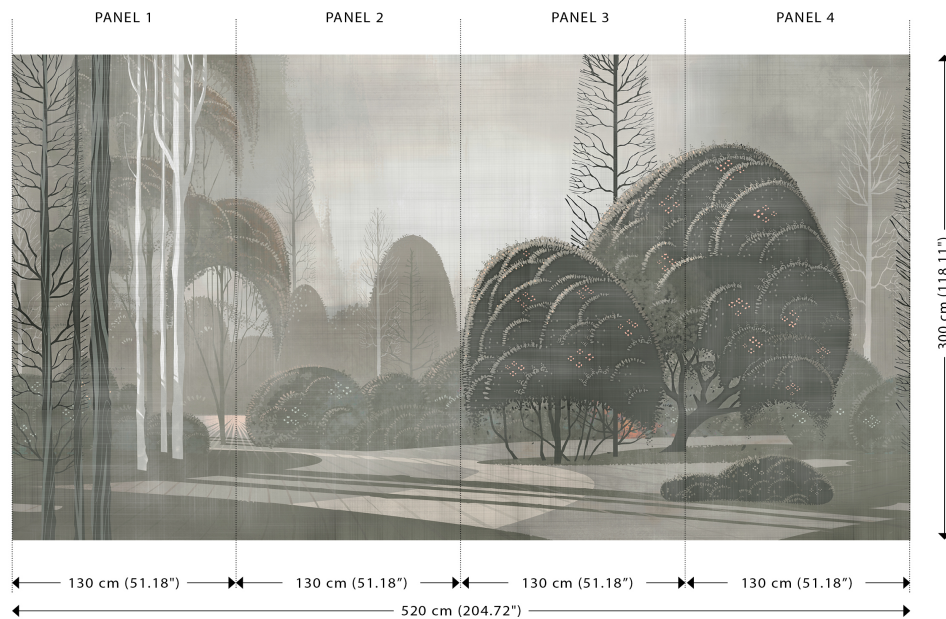 PANEL 1
PANEL 2
PANEL 3
PANEL 4
300 cm (118.11")
130 cm (51.18")
130 cm (51.18")
130 cm (51.18")
130 cm (51.18")
520 cm (204.72")